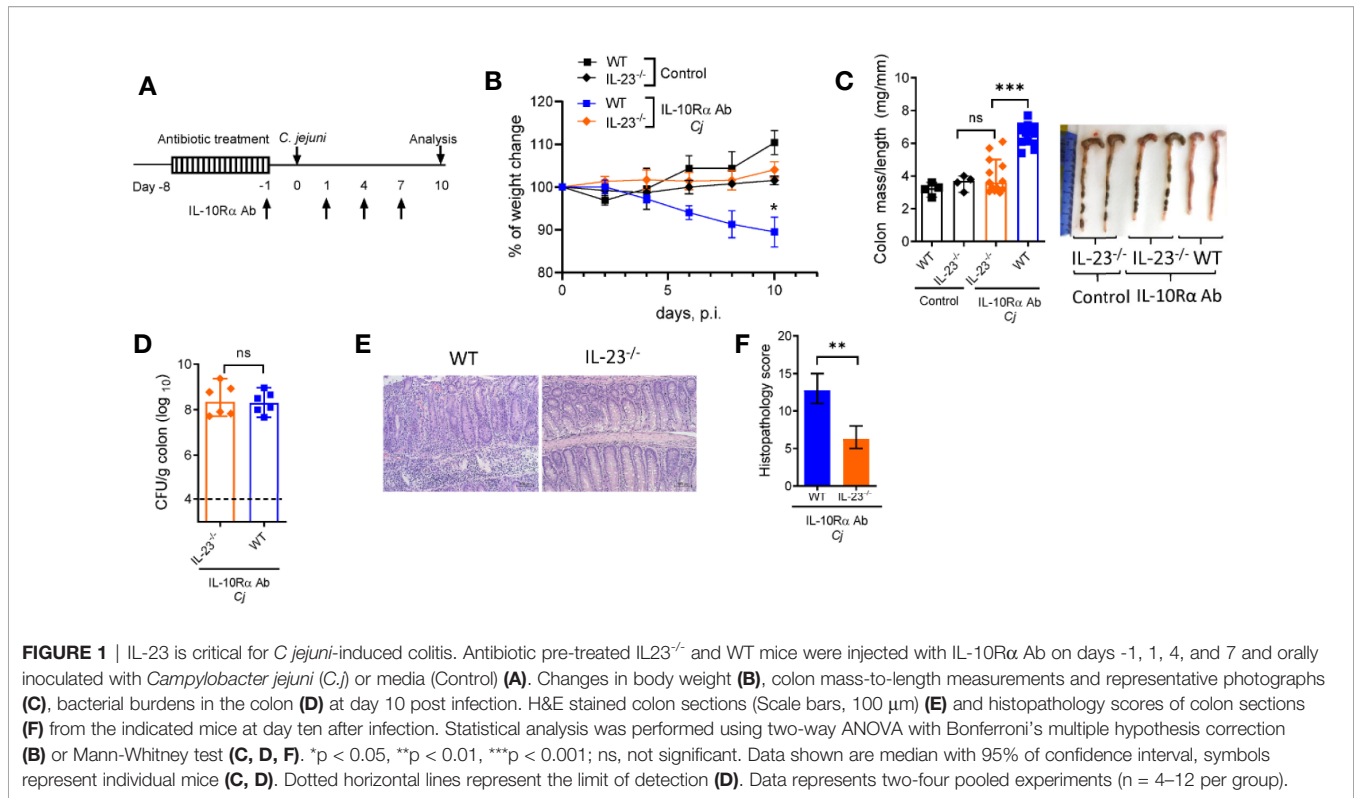 A
Antibiotic treatment C. jejuni Analysis
Day -8 -1 0 1 4 7 10
IL-10Rα Ab
B
WT
IL-23-/-
Control
WT
IL-23-/-
IL-10Rα Ab
Cj
% of weight change
120
110
100
90
80
*
0 5 10
days, p.i.
C
Colon mass/length (mg/mm)
10
8
6
4
2
0
ns
***
WT IL-23-/- IL-23-/- WT
Control IL-10Rα Ab
Cj
IL-23-/- IL-23-/- WT
Control IL-10Rα Ab
D
CFU/g colon (log 10)
10
8
6
4
ns
IL-23-/- WT
IL-10Rα Ab
Cj
E
WT IL-23-/-
F
Histopathology score
20
15
10
5
0
**
WT IL-23-/-
IL-10Rα Ab
Cj
FIGURE 1 | IL-23 is critical for C jejuni-induced colitis. Antibiotic pre-treated IL23-/- and WT mice were injected with IL-10Rα Ab on days -1, 1, 4, and 7 and orally
inoculated with Campylobacter jejuni (C.j) or media (Control) (A). Changes in body weight (B), colon mass-to-length measurements and representative photographs
(C), bacterial burdens in the colon (D) at day 10 post infection. H&E stained colon sections (Scale bars, 100 μm) (E) and histopathology scores of colon sections
(F) from the indicated mice at day ten after infection. Statistical analysis was performed using two-way ANOVA with Bonferroni's multiple hypothesis correction
(B) or Mann-Whitney test (C, D, F). *p < 0.05, **p < 0.01, ***p < 0.001; ns, not significant. Data shown are median with 95% of confidence interval, symbols
represent individual mice (C, D). Dotted horizontal lines represent the limit of detection (D). Data represents two-four pooled experiments (n = 4–12 per group).